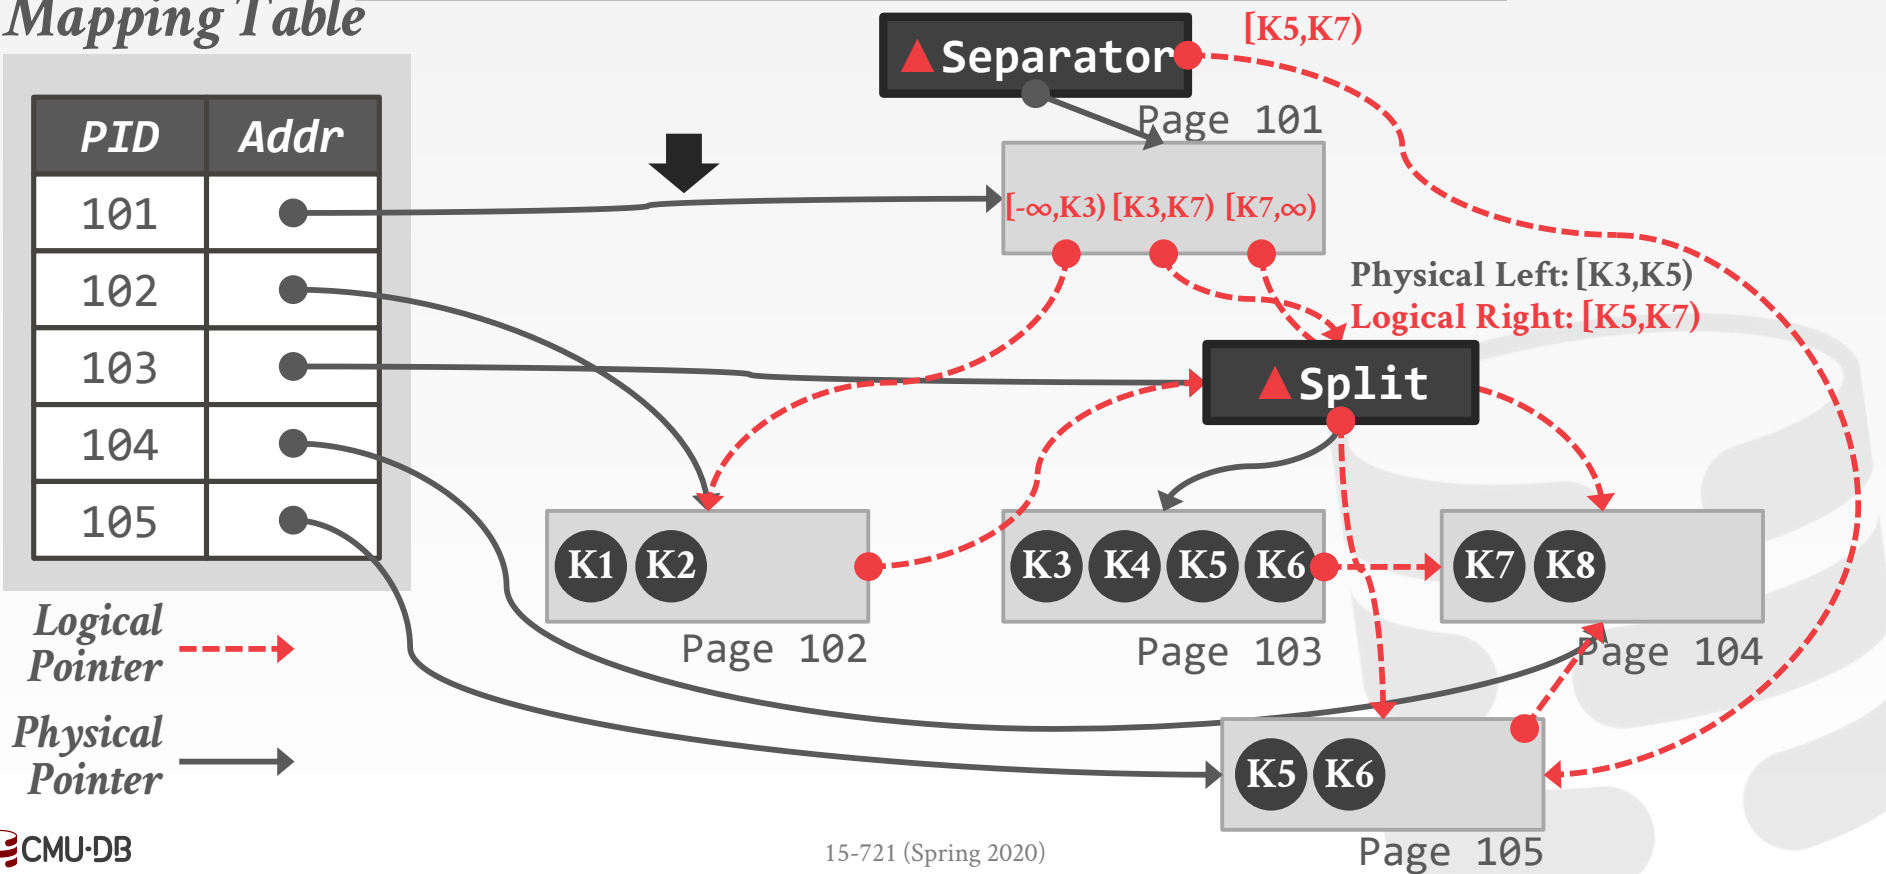 Mapping Table
PID Addr
101
102
103
104
105
Logical
Pointer
Physical
Pointer
▲Separator
[K5,K7)
Page 101
[-∞,K3) [K3,K7) [K7,∞)
Physical Left: [K3,K5)
Logical Right: [K5,K7)
▲Split
K1 K2
Page 102
K3 K4 K5 K6
Page 103
K7 K8
Page 104
K5 K6
Page 105
CMU·DB
15-721 (Spring 2020)